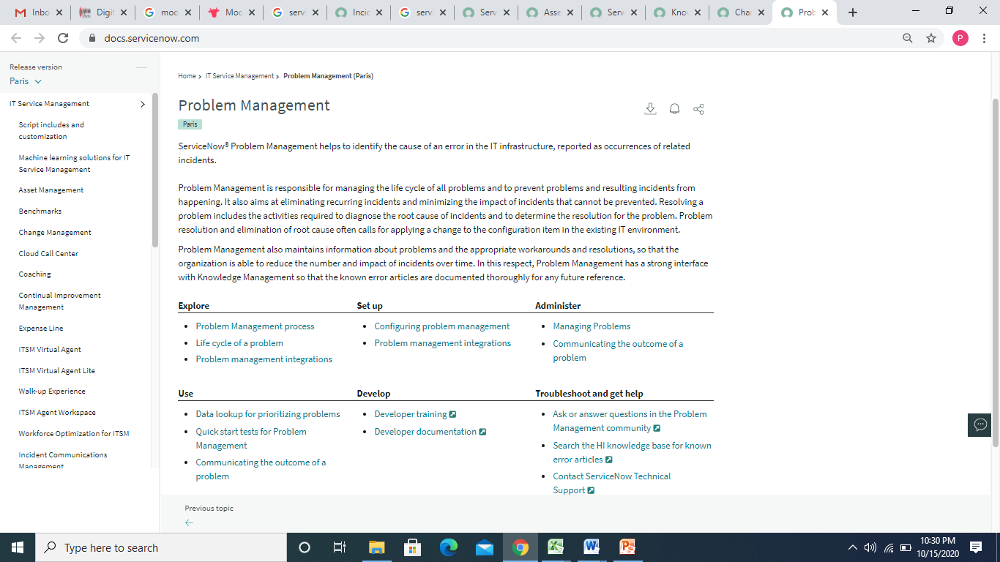 Inbo
Digit
moo
Moc
servi
Incid
servi
Serv
Asse
Serv
Kno
Cha
Prob
docs.servicenow.com
P
Release version
Paris
IT Service Management
Script includes and
customization
Machine learning solutions for IT
Service Management
Asset Management
Benchmarks
Change Management
Cloud Call Center
Coaching
Continual Improvement
Management
Expense Line
ITSM Virtual Agent
ITSM Virtual Agent Lite
Walk-up Experience
ITSM Agent Workspace
Workforce Optimization for ITSM
Incident Communications
Management
Home > IT Service Management > Problem Management (Paris)
Problem Management
Paris
ServiceNow® Problem Management helps to identify the cause of an error in the IT infrastructure, reported as occurrences of related
incidents.
Problem Management is responsible for managing the life cycle of all problems and to prevent problems and resulting incidents from
happening. It also aims at eliminating recurring incidents and minimizing the impact of incidents that cannot be prevented. Resolving a
problem includes the activities required to diagnose the root cause of incidents and to determine the resolution for the problem. Problem
resolution and elimination of root cause often calls for applying a change to the configuration item in the existing IT environment.
Problem Management also maintains information about problems and the appropriate workarounds and resolutions, so that the
organization is able to reduce the number and impact of incidents over time. In this respect, Problem Management has a strong interface
with Knowledge Management so that the known error articles are documented thoroughly for any future reference.
Explore
• Problem Management process
• Life cycle of a problem
• Problem management integrations
Set up
• Configuring problem management
• Problem management integrations
Administer
• Managing Problems
• Communicating the outcome of a
problem
Use
• Data lookup for prioritizing problems
• Quick start tests for Problem
Management
• Communicating the outcome of a
problem
Develop
• Developer training
• Developer documentation
Troubleshoot and get help
• Ask or answer questions in the Problem
Management community
• Search the HI knowledge base for known
error articles
• Contact ServiceNow Technical
Support
Previous topic
Type here to search
10:30 PM
10/15/2020